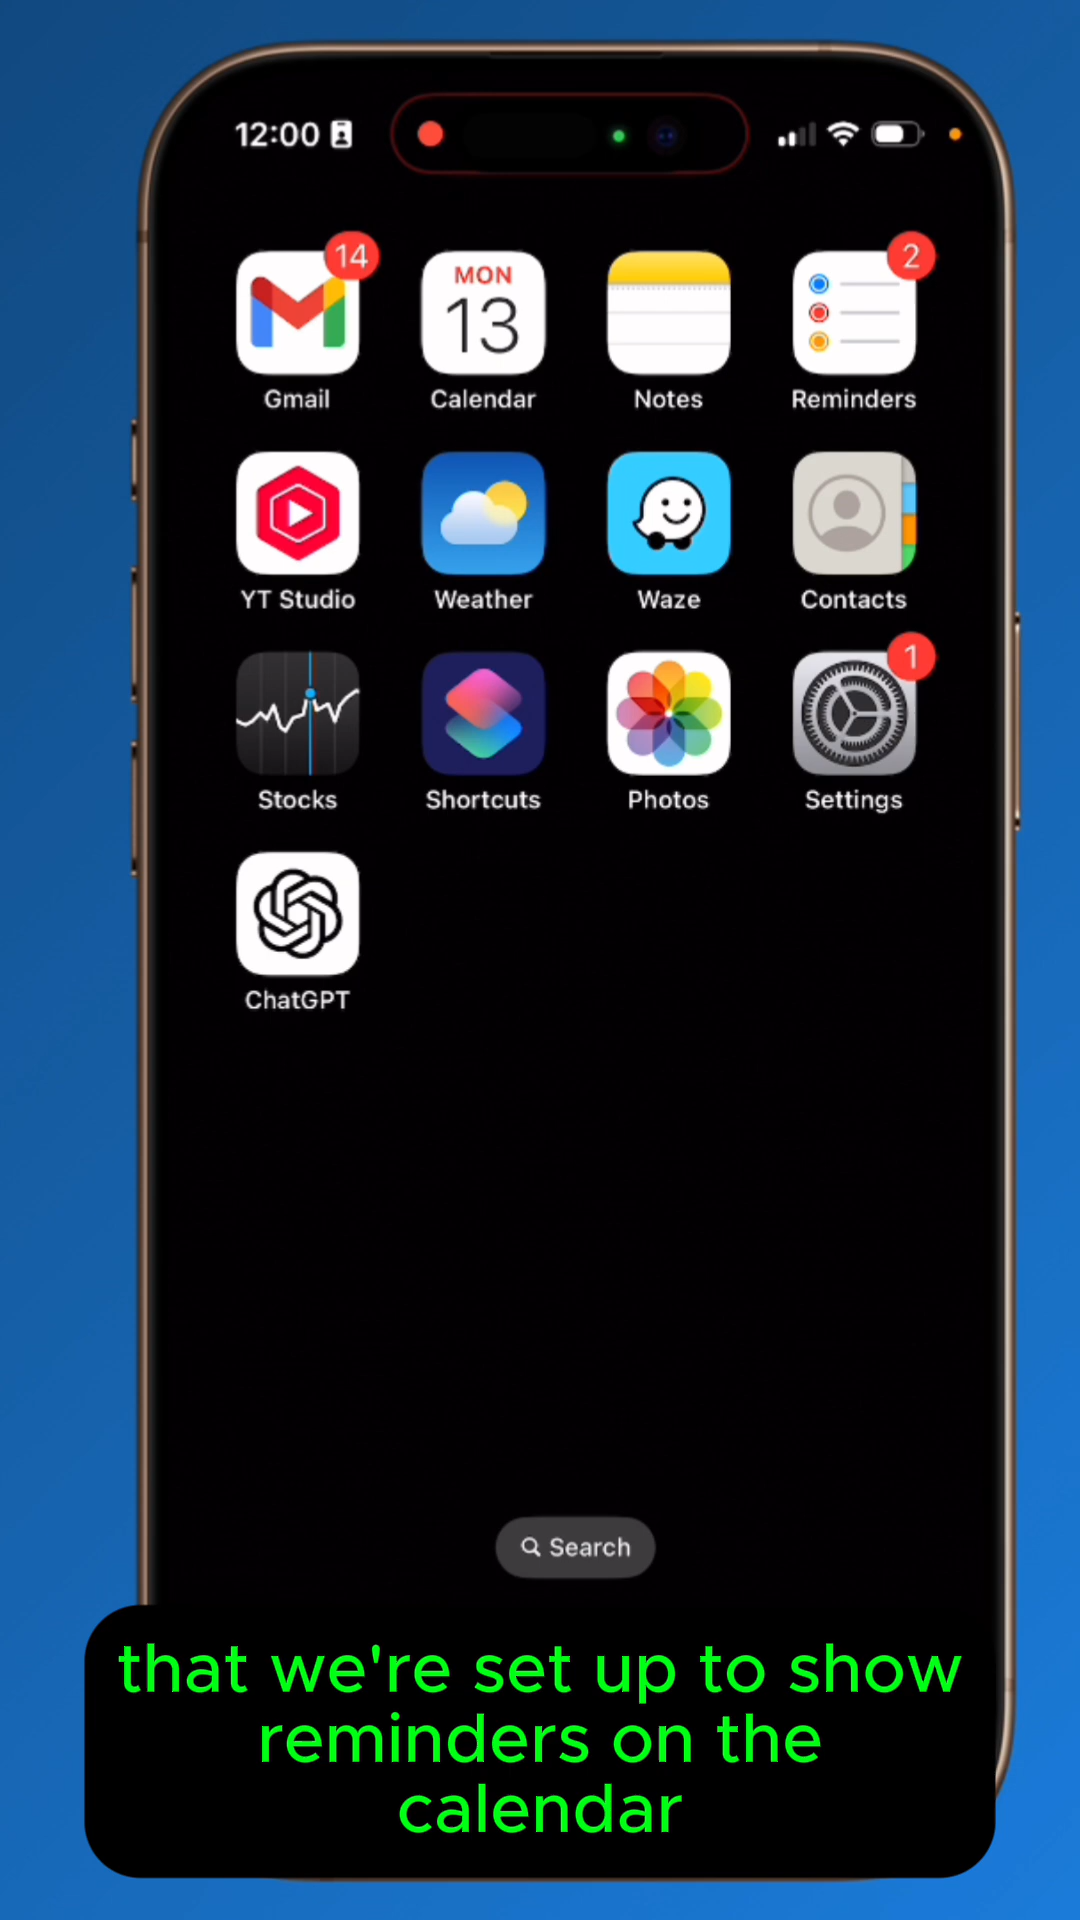 12:00
14
2
MON
13
Gmail
Calendar
Notes
Reminders
YT Studio
Weather
Waze
Contacts
1
Stocks
Shortcuts
Photos
Settings
ChatGPT
Search
that we're set up to show
reminders on the
calendar